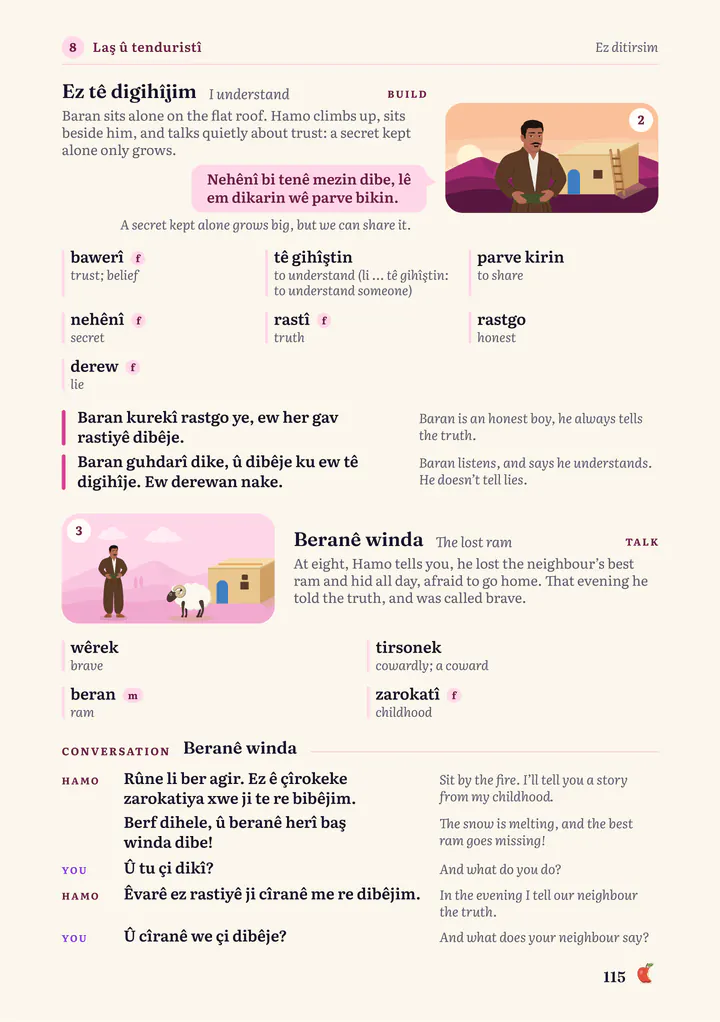 8 Laş û tenduristî
Ez ditirsim
Ez tê digihîjim I understand BUILD
Baran sits alone on the flat roof. Hamo climbs up, sits
beside him, and talks quietly about trust: a secret kept
alone only grows.
2
Nehênî bi tenê mezin dibe, lê
em dikarin wê parve bikin.
A secret kept alone grows big, but we can share it.
bawerî f
trust; belief
tê gihîştin
to understand (li … tê gihîştin:
to understand someone)
parve kirin
to share
nehênî f
secret
rastî f
truth
rastgo
honest
derew f
lie
Baran kurekî rastgo ye, ew her gav
rastiyê dibêje.
Baran is an honest boy, he always tells
the truth.
Baran guhdarî dike, û dibêje ku ew tê
digihîje. Ew derewan nake.
Baran listens, and says he understands.
He doesn't tell lies.
3
Beranê winda The lost ram TALK
At eight, Hamo tells you, he lost the neighbour's best
ram and hid all day, afraid to go home. That evening he
told the truth, and was called brave.
wêrek
brave
tirsonek
cowardly; a coward
beran m
ram
zarokatî f
childhood
CONVERSATION Beranê winda
HAMO Rûne li ber agir. Ez ê çîrokeke
zarokatiya xwe ji te re bibêjim.
Sit by the fire. I'll tell you a story
from my childhood.
Berf dihele, û beranê herî baş
winda dibe!
The snow is melting, and the best
ram goes missing!
YOU Û tu çi dikî?
And what do you do?
HAMO Êvarê ez rastiyê ji cîranê me re dibêjim.
In the evening I tell our neighbour
the truth.
YOU Û cîranê we çi dibêje?
And what does your neighbour say?
115